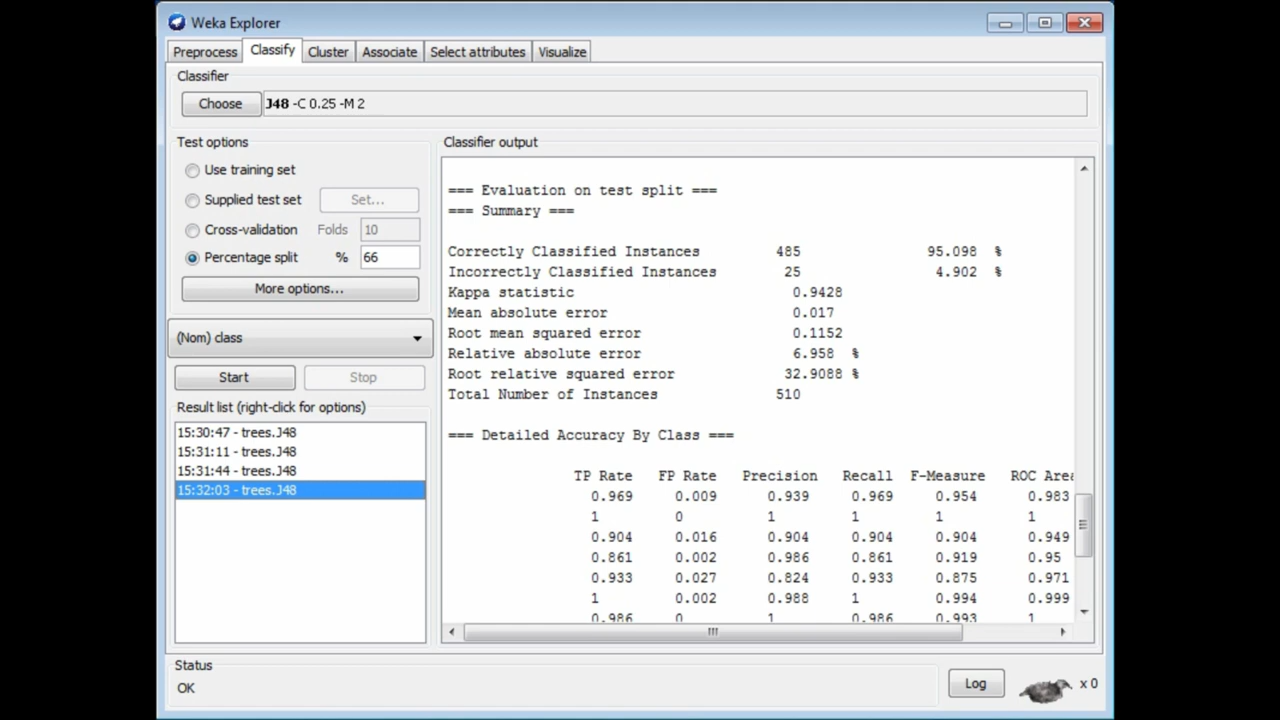 Weka Explorer
Preprocess Classify Cluster Associate Select attributes Visualize
Classifier
Choose J48 -C 0.25 -M 2
Test options
Use training set
Supplied test set Set...
Cross-validation Folds 10
Percentage split % 66
More options...
(Nom) class
Start Stop
Result list (right-click for options)
15:30:47 - trees.J48
15:31:11 - trees.J48
15:31:44 - trees.J48
15:32:03 - trees.J48
Classifier output
=== Evaluation on test split ===
=== Summary ===
Correctly Classified Instances 485 95.098 %
Incorrectly Classified Instances 25 4.902 %
Kappa statistic 0.9428
Mean absolute error 0.017
Root mean squared error 0.1152
Relative absolute error 6.958 %
Root relative squared error 32.9088 %
Total Number of Instances 510
=== Detailed Accuracy By Class ===
TP Rate FP Rate Precision Recall F-Measure ROC Area
0.969 0.009 0.939 0.969 0.954 0.983
1 0 1 1 1 1
0.904 0.016 0.904 0.904 0.904 0.949
0.861 0.002 0.986 0.861 0.919 0.95
0.933 0.027 0.824 0.933 0.875 0.971
1 0.002 0.988 1 0.994 0.999
0.986 0 1 0.986 0.993 1
Status
OK
Log
x 0